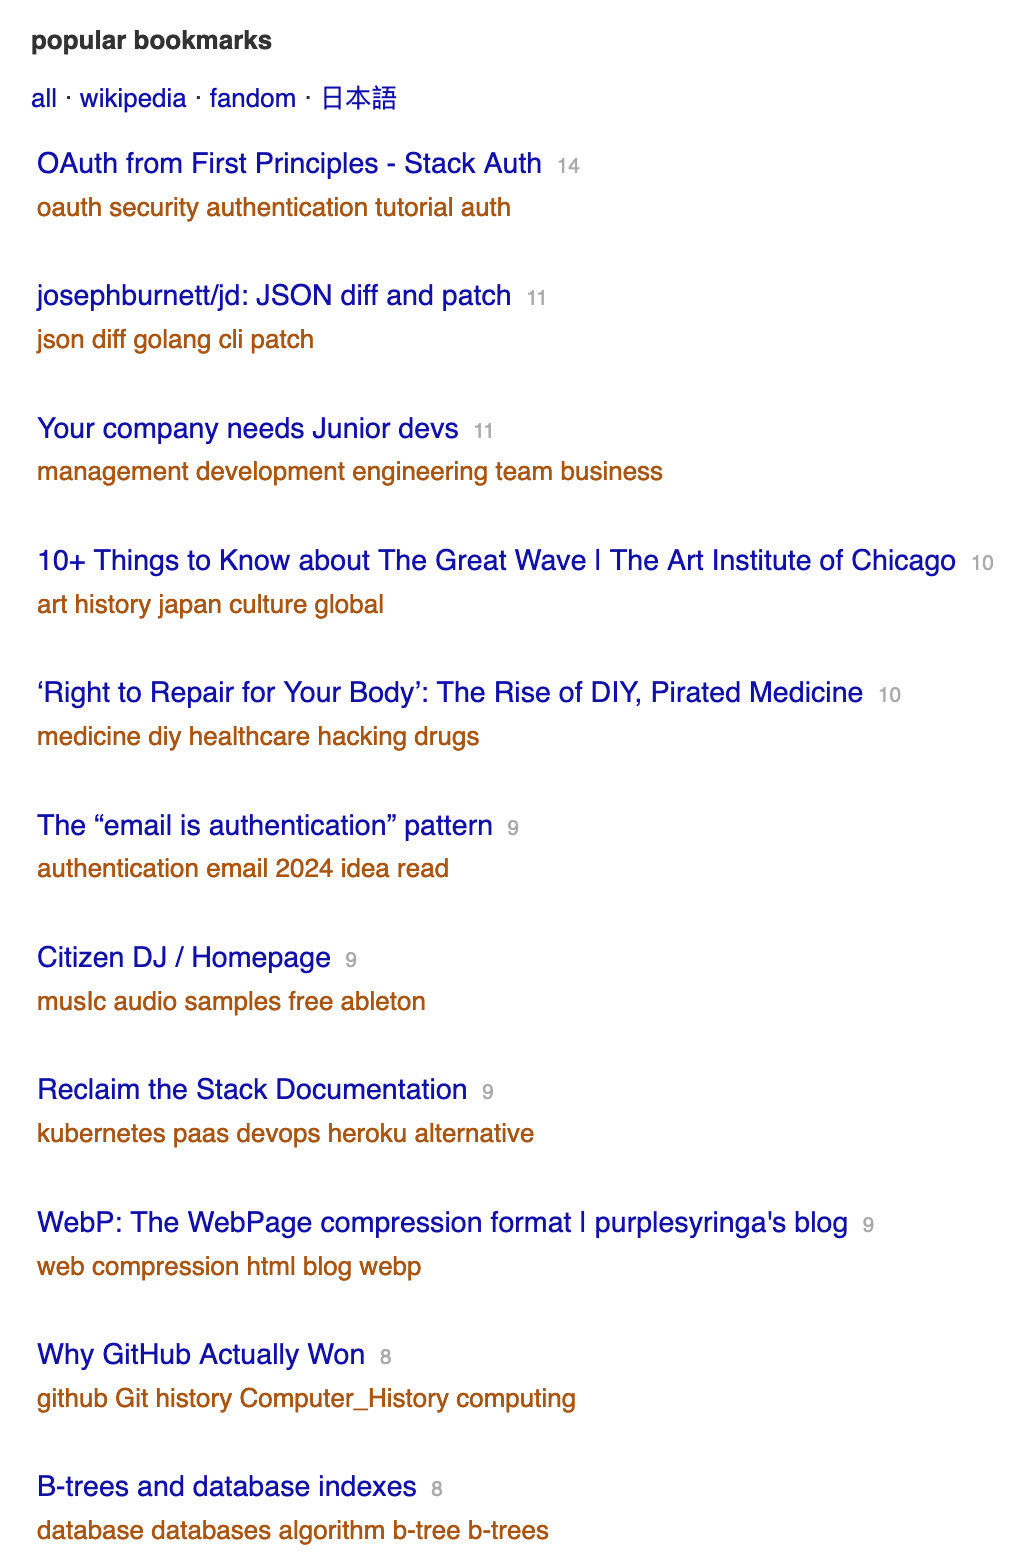 popular bookmarks
all · wikipedia · fandom · 日本語
OAuth from First Principles - Stack Auth 14
oauth security authentication tutorial auth
josephburnett/jd: JSON diff and patch 11
json diff golang cli patch
Your company needs Junior devs 11
management development engineering team business
10+ Things to Know about The Great Wave | The Art Institute of Chicago 10
art history japan culture global
‘Right to Repair for Your Body’: The Rise of DIY, Pirated Medicine 10
medicine diy healthcare hacking drugs
The “email is authentication” pattern 9
authentication email 2024 idea read
Citizen DJ / Homepage 9
musIc audio samples free ableton
Reclaim the Stack Documentation 9
kubernetes paas devops heroku alternative
WebP: The WebPage compression format | purplesyringa's blog 9
web compression html blog webp
Why GitHub Actually Won 8
github Git history Computer_History computing
B-trees and database indexes 8
database databases algorithm b-tree b-trees